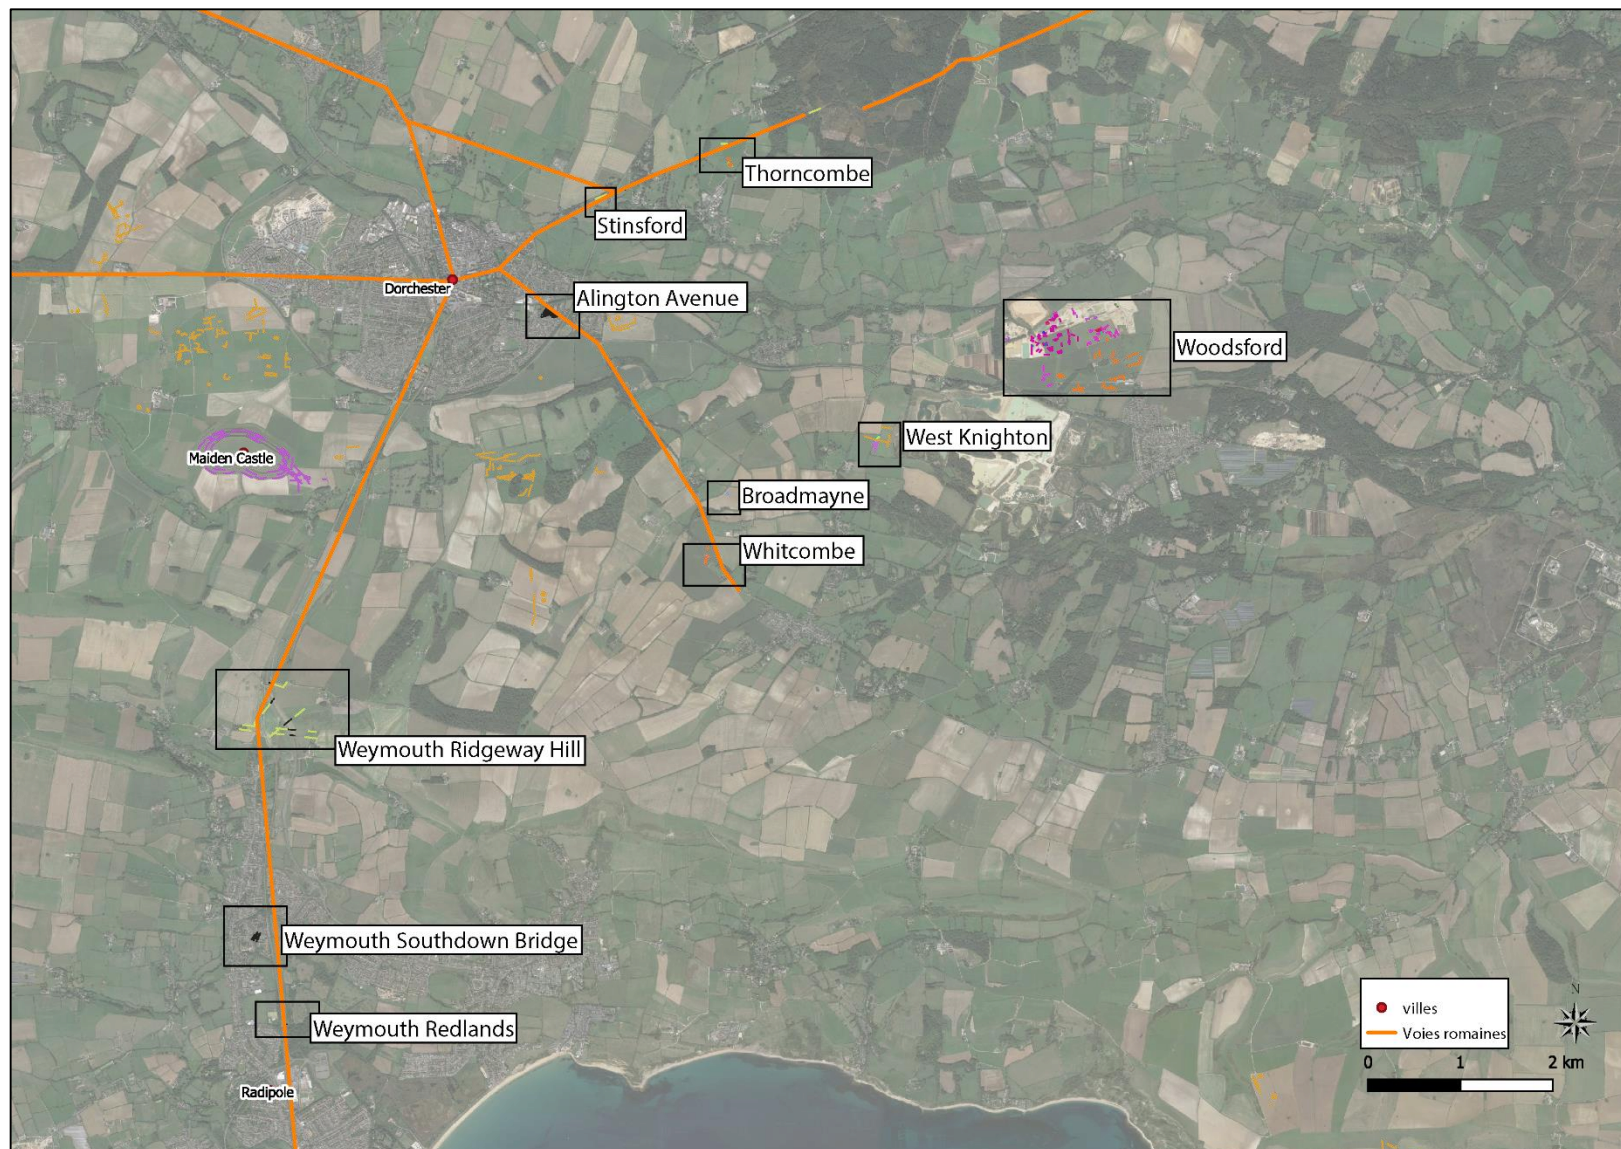 Thorncombe
Stinsford
Dorchester
Alington Avenue
Woodsford
West Knighton
Maiden Castle
Broadmayne
Whitcombe
Weymouth Ridgeway Hill
Weymouth Southdown Bridge
Weymouth Redlands
Radipole
villes
Voies romaines
N
0 1 2 km